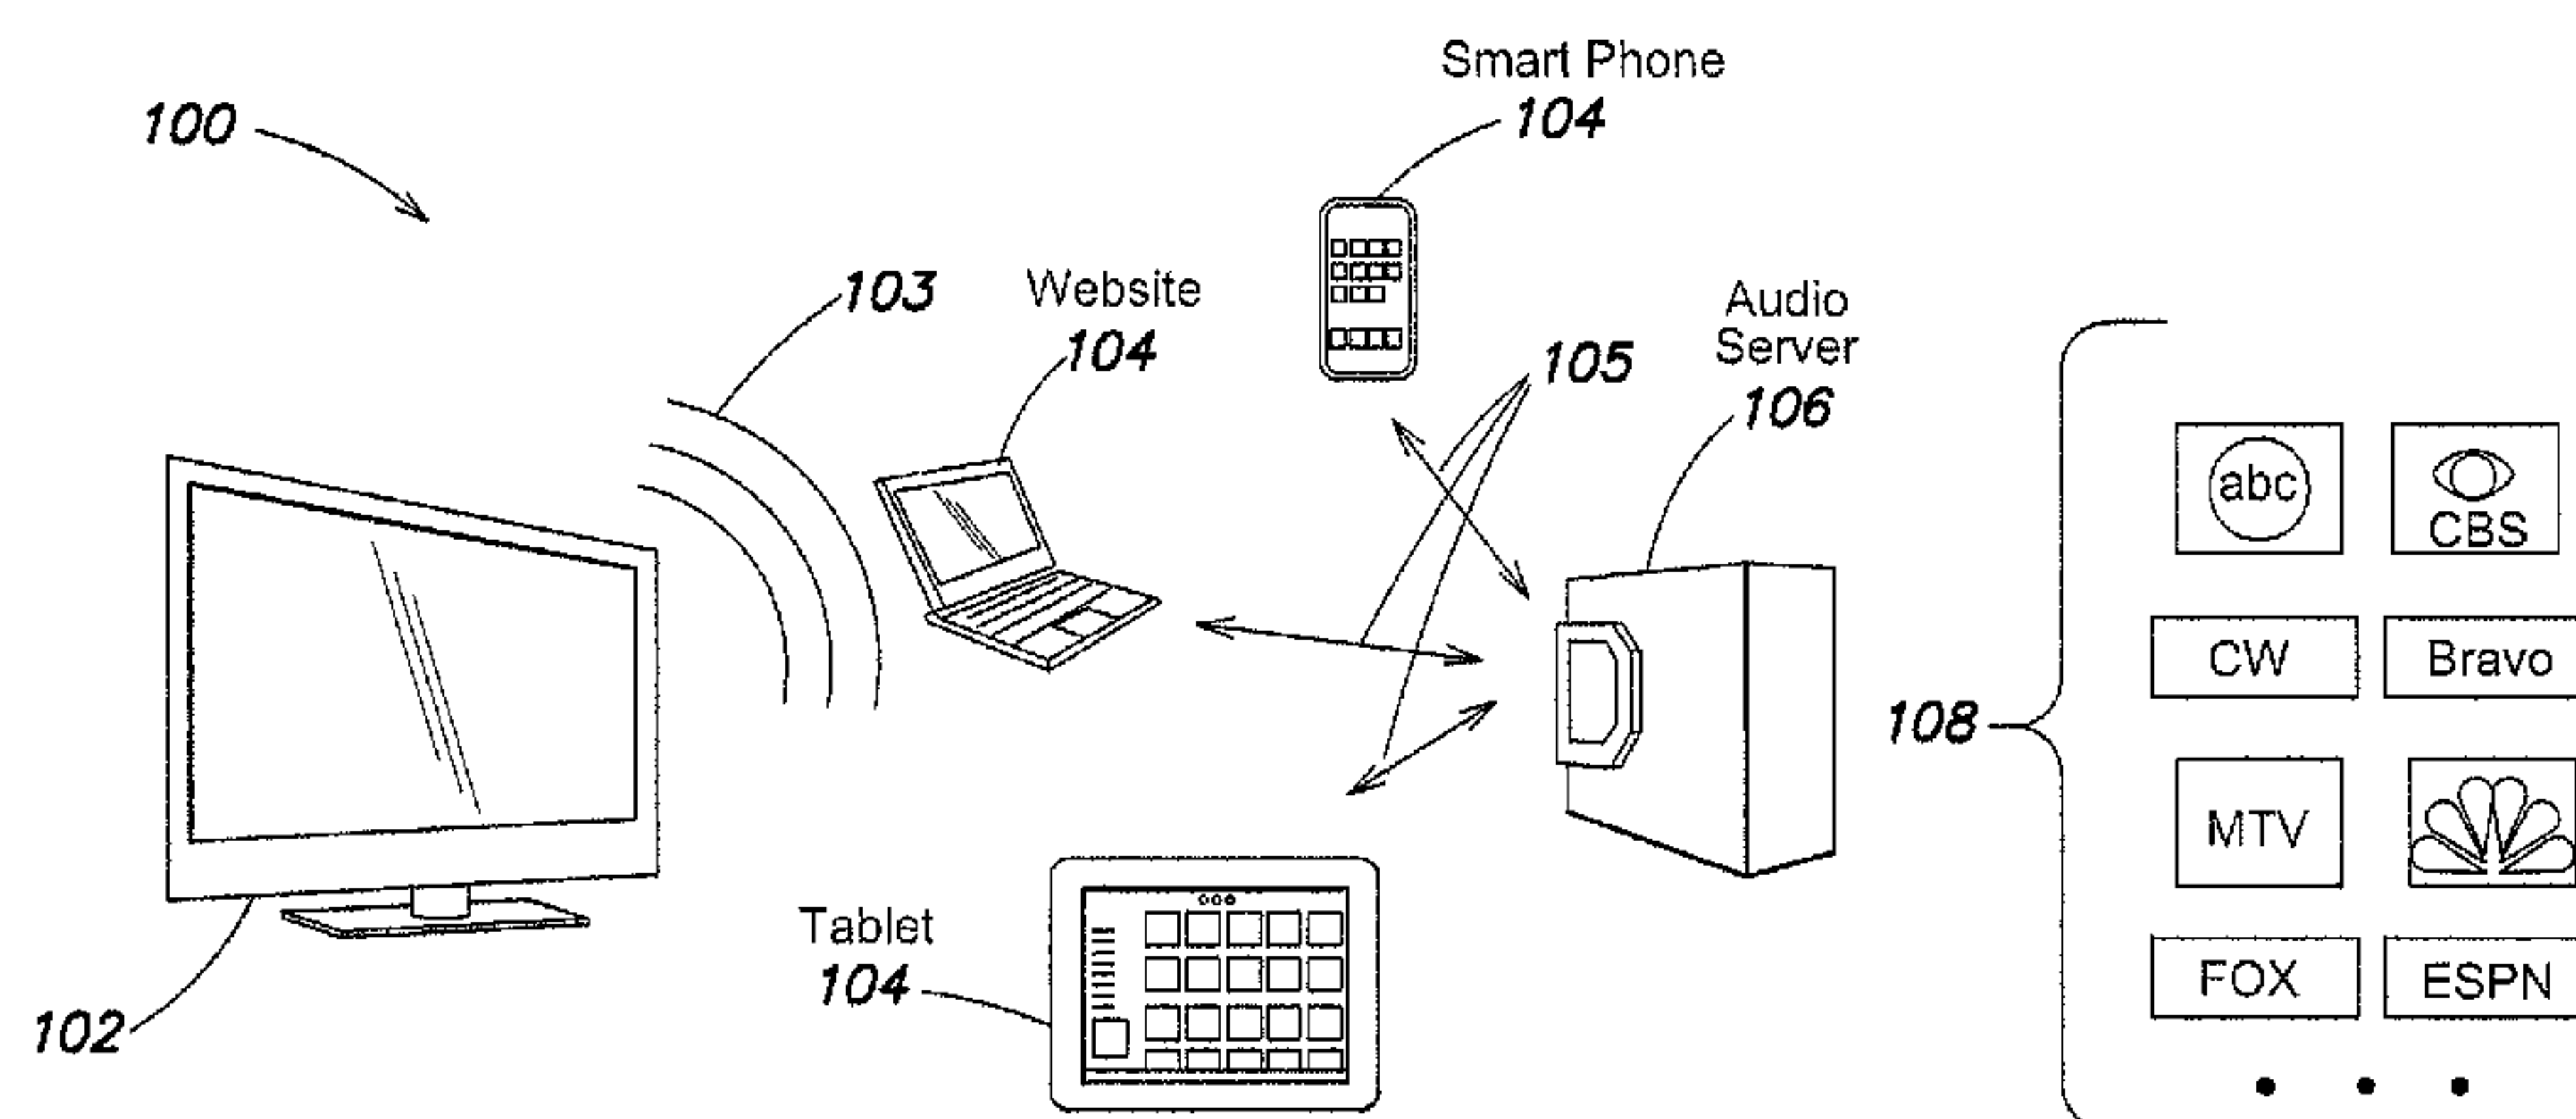 Smart Phone
104
100
103
Website
104
105
Audio
Server
106
abc
CBS
CW
Bravo
108
MTV
FOX
ESPN
Tablet
104
102